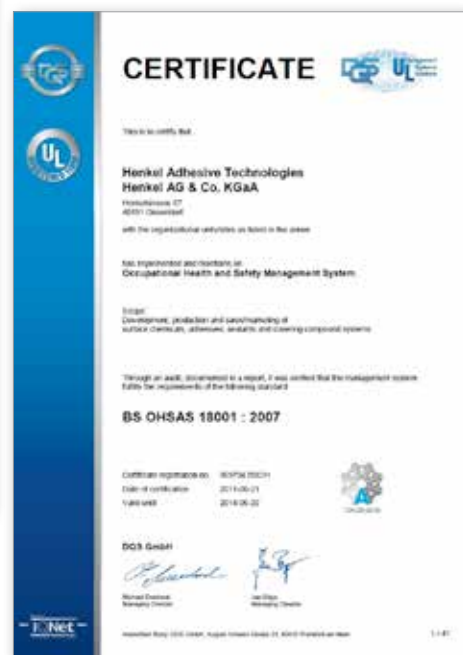 CERTIFICATE
DQS UL
DQS
UL
This is to certify that
Henkel Adhesive Technologies
Henkel AG & Co. KGaA
with the organizational units/sites as listed in the annex
has implemented and maintains an
Occupational Health and Safety Management System
Scope:
Development, production and sales/marketing of
surface chemicals, adhesives, sealants and covering compound systems
Through an audit, documented in a report, it was verified that the management system
fulfills the requirements of the following standard:
BS OHSAS 18001 : 2007
Certificate registration no.
Date of certification
Valid until
DQS GmbH
Managing Director
Managing Director
IQNet